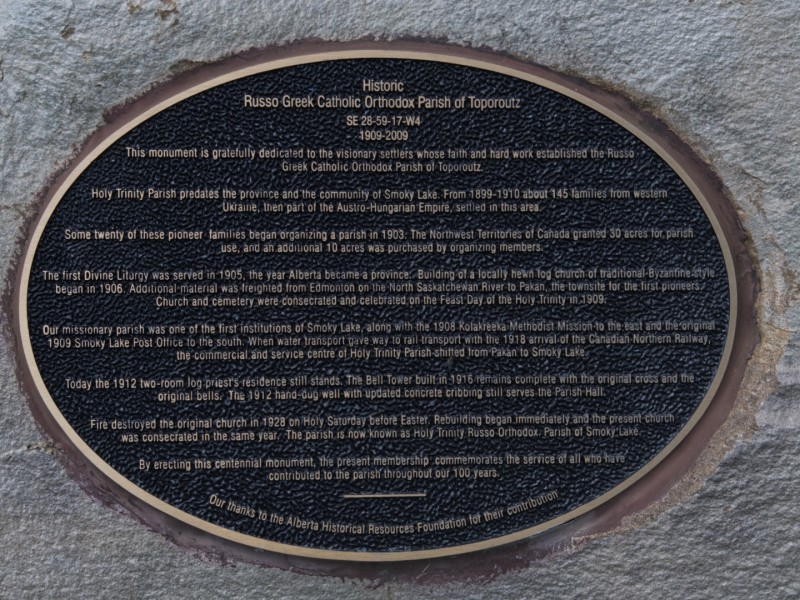 Historic
Russo Greek Catholic Orthodox Parish of Toporoutz
SE 28-59-17-W4
1909-2009
This monument is gratefully dedicated to the visionary settlers whose faith and hard work established the Russo
Greek Catholic Orthodox Parish of Toporoutz.
Holy Trinity Parish predates the province and the community of Smoky Lake. From 1899-1910 about 145 families from western
Ukraine, then part of the Austro-Hungarian Empire, settled in this area.
Some twenty of these pioneer families began organizing a parish in 1903. The Northwest Territories of Canada granted 30 acres for parish
use, and an additional 10 acres was purchased by organizing members.
The first Divine Liturgy was served in 1905, the year Alberta became a province. Building of a locally hewn log church of traditional Byzantine style
began in 1906. Additional material was freighted from Edmonton on the North Saskatchewan River to Pakan, the townsite for the first pioneers.
Church and cemetery were consecrated and celebrated on the Feast Day of the Holy Trinity in 1909.
Our missionary parish was one of the first institutions of Smoky Lake, along with the 1908 Kolakreeka Methodist Mission to the east and the original
1909 Smoky Lake Post Office to the south. When water transport gave way to rail transport with the 1918 arrival of the Canadian Northern Railway,
the commercial and service centre of Holy Trinity Parish shifted from Pakan to Smoky Lake.
Today the 1912 two-room log priest's residence still stands. The Bell Tower built in 1916 remains complete with the original cross and the
original bells. The 1912 hand-dug well with updated concrete cribbing still serves the Parish Hall.
Fire destroyed the original church in 1928 on Holy Saturday before Easter. Rebuilding began immediately and the present church
was consecrated in the same year. The parish is now known as Holy Trinity Russo Orthodox Parish of Smoky Lake.
By erecting this centennial monument, the present membership commemorates the service of all who have
contributed to the parish throughout our 100 years.
Our thanks to the Alberta Historical Resources Foundation for their contribution